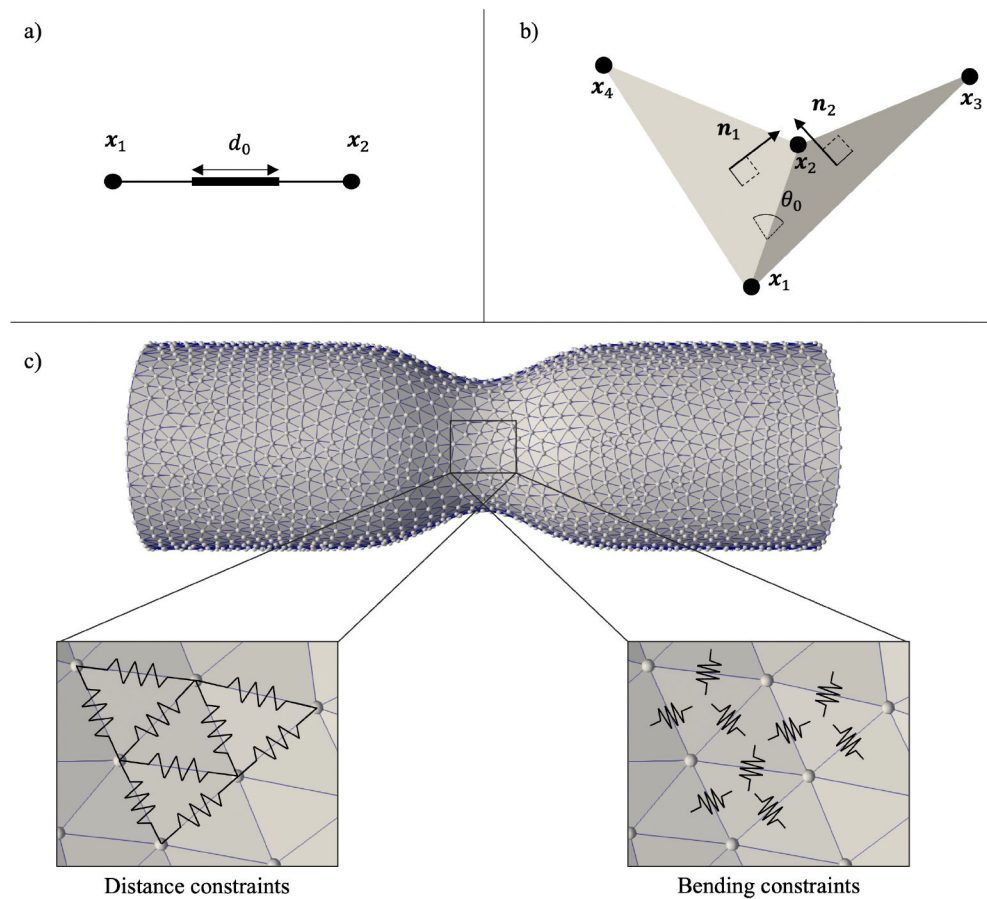 a)
x₁
d₀
x₂
b)
x₄
x₃
n₁
n₂
x₂
θ₀
x₁
c)
Distance constraints
Bending constraints